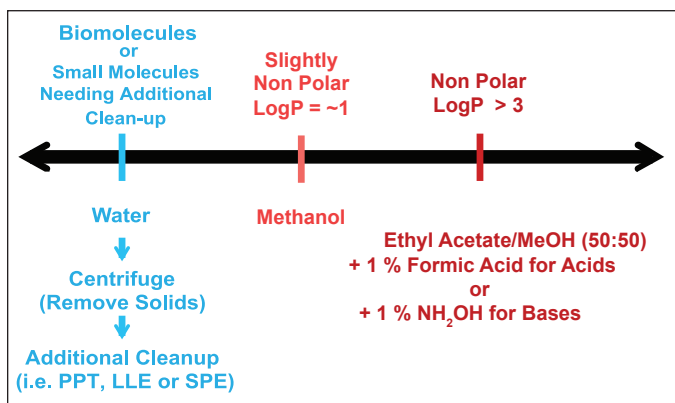 Biomolecules
or
Small Molecules
Needing Additional
Clean-up
Slightly
Non Polar
LogP = ~1
Non Polar
LogP > 3
Water
Centrifuge
(Remove Solids)
Additional Cleanup
(i.e. PPT, LLE or SPE)
Methanol
Ethyl Acetate/MeOH (50:50)
+ 1 % Formic Acid for Acids
or
+ 1 % NH₂OH for Bases